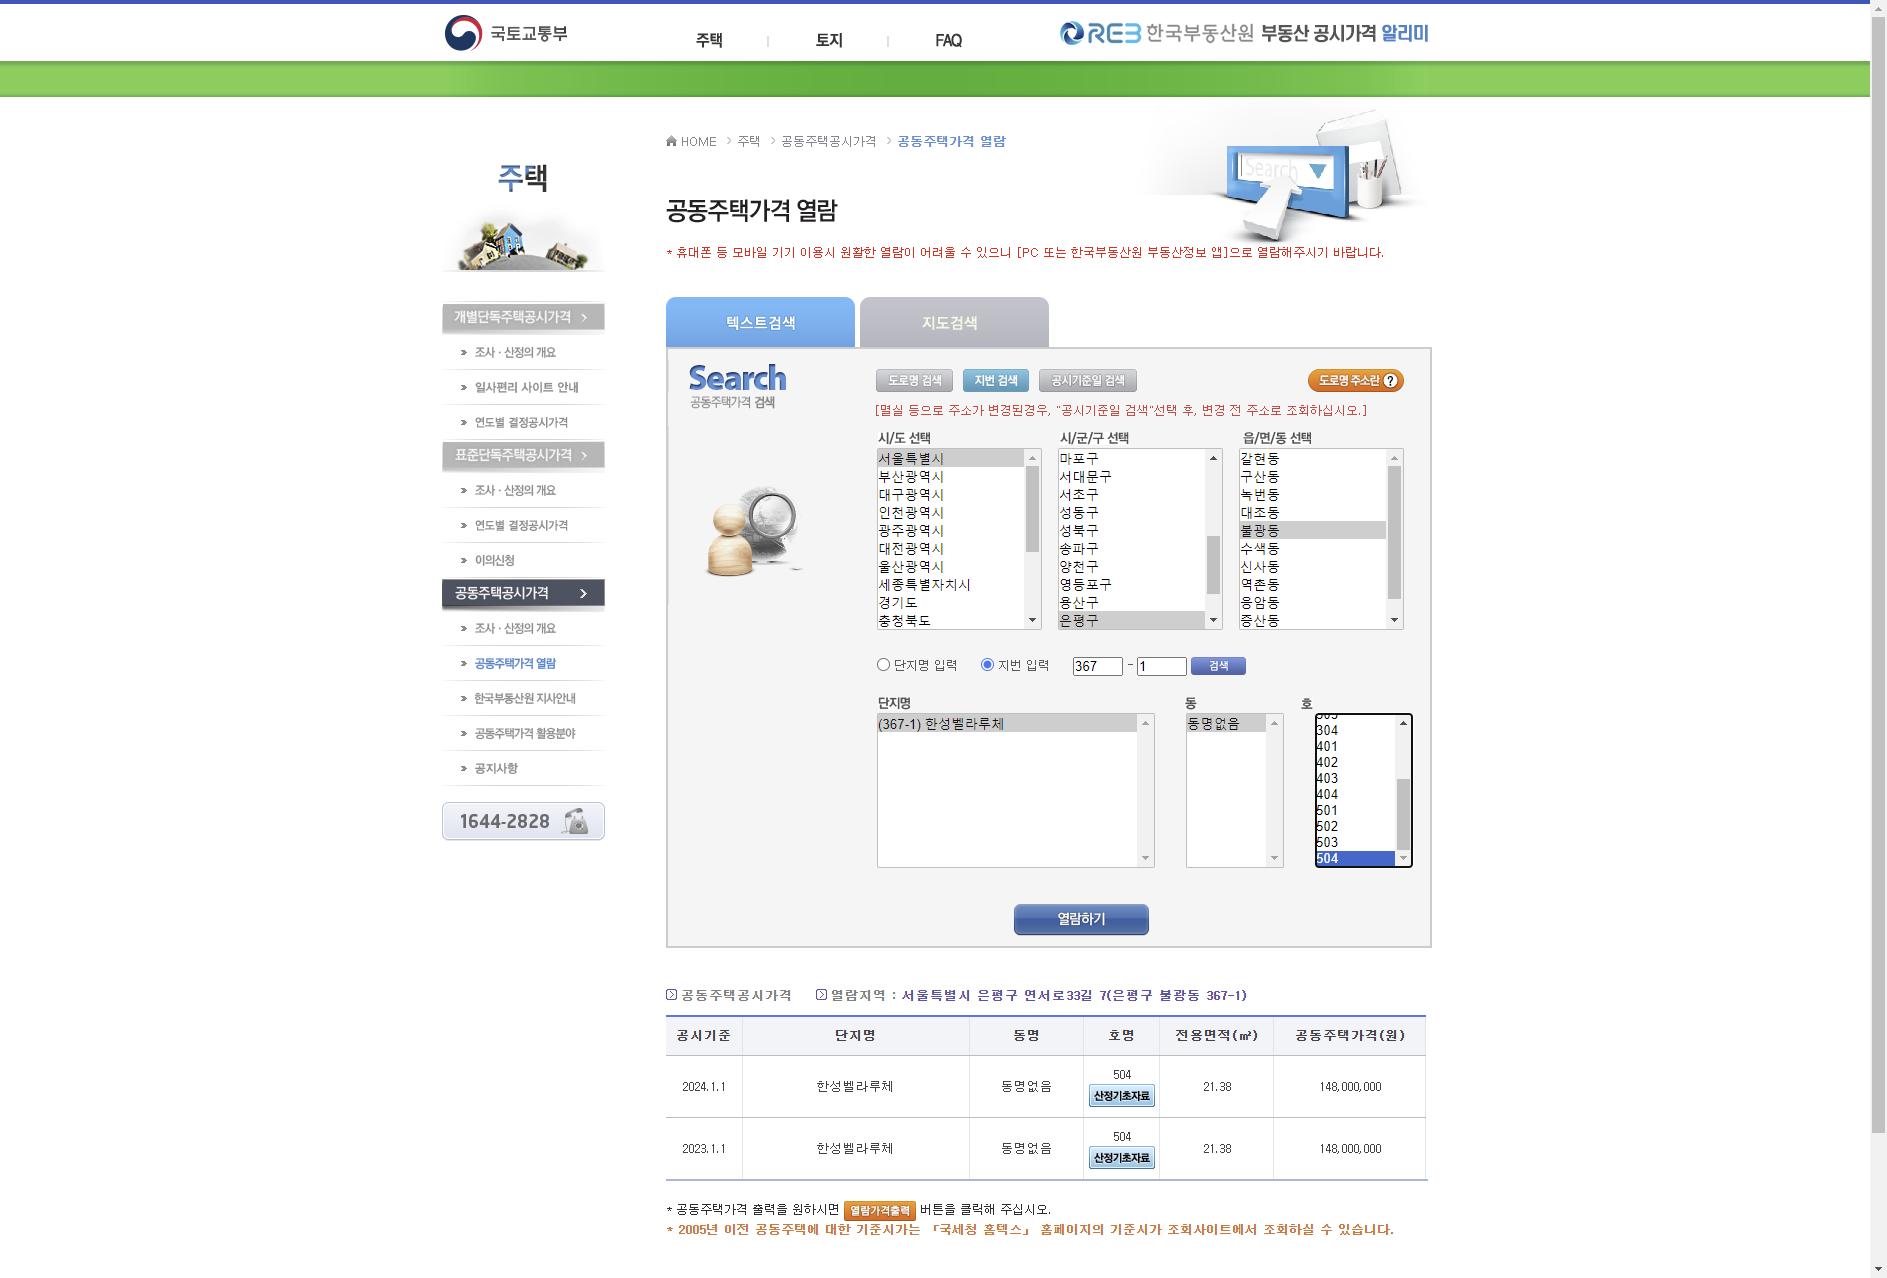 국토교통부
주택
토지
FAQ
REB 한국부동산원 부동산 공시가격 알리미
HOME > 주택 > 공동주택공시가격 > 공동주택가격 열람
Search
주택
공동주택가격 열람
* 휴대폰 등 모바일 기기 이용시 원활한 열람이 어려울 수 있으니 [PC 또는 한국부동산원 부동산정보 앱]으로 열람해주시기 바랍니다.
개별단독주택공시가격
조사 · 산정의 개요
일사편리 사이트 안내
연도별 결정공시가격
표준단독주택공시가격
조사 · 산정의 개요
연도별 결정공시가격
이의신청
공동주택공시가격
조사 · 산정의 개요
공동주택가격 열람
한국부동산원 지사안내
공동주택가격 활용분야
공지사항
1644-2828
텍스트검색
지도검색
Search
공동주택가격 검색
도로명 검색
지번 검색
공시기준일 검색
도로명 주소란 ?
[멸실 등으로 주소가 변경된경우, "공시기준일 검색"선택 후, 변경 전 주소로 조회하십시오.]
시/도 선택
서울특별시
부산광역시
대구광역시
인천광역시
광주광역시
대전광역시
울산광역시
세종특별자치시
경기도
충청북도
시/군/구 선택
마포구
서대문구
서초구
성동구
성북구
송파구
양천구
영등포구
용산구
은평구
읍/면/동 선택
갈현동
구산동
녹번동
대조동
불광동
수색동
신사동
역촌동
응암동
증산동
단지명 입력
지번 입력
367 - 1
검색
단지명
(367-1) 한성벨라루체
동
동명없음
호
303
304
401
402
403
404
501
502
503
504
열람하기
공동주택공시가격
열람지역 : 서울특별시 은평구 연서로33길 7(은평구 불광동 367-1)
공시기준 단지명 동명 호명 전용면적(㎡) 공동주택가격(원)
2024.1.1 한성벨라루체 동명없음 504 산정기초자료 21.38 148,000,000
2023.1.1 한성벨라루체 동명없음 504 산정기초자료 21.38 148,000,000
* 공동주택가격 출력을 원하시면 열람가격출력 버튼을 클릭해 주십시오.
* 2005년 이전 공동주택에 대한 기준시가는 「국세청 홈텍스」 홈페이지의 기준시가 조회사이트에서 조회하실 수 있습니다.